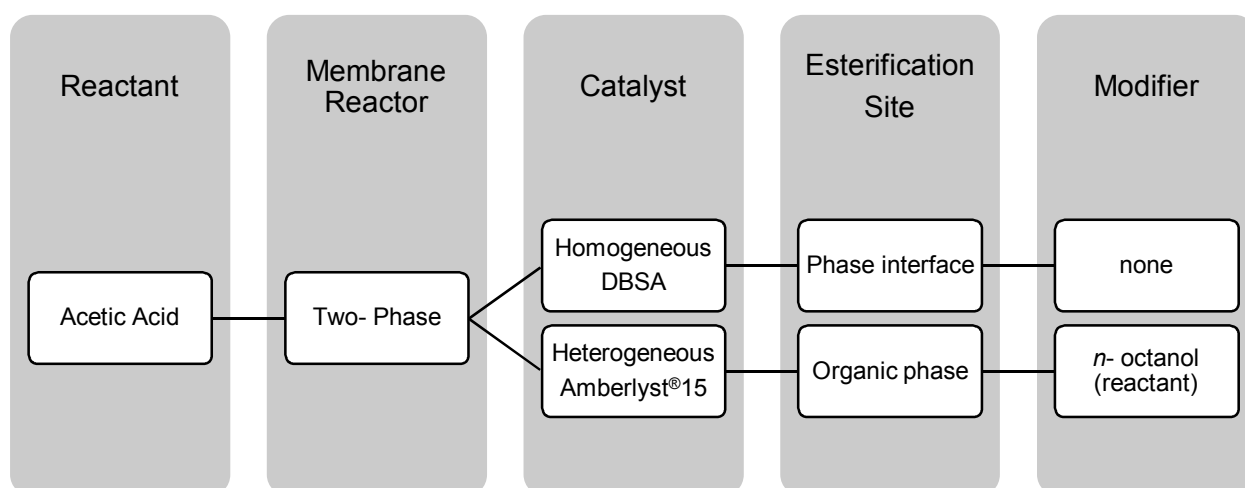 Reactant
Membrane
Reactor
Catalyst
Esterification
Site
Modifier
Acetic Acid
Two- Phase
Homogeneous
DBSA
Phase interface
none
Heterogeneous
Amberlyst®15
Organic phase
n- octanol
(reactant)